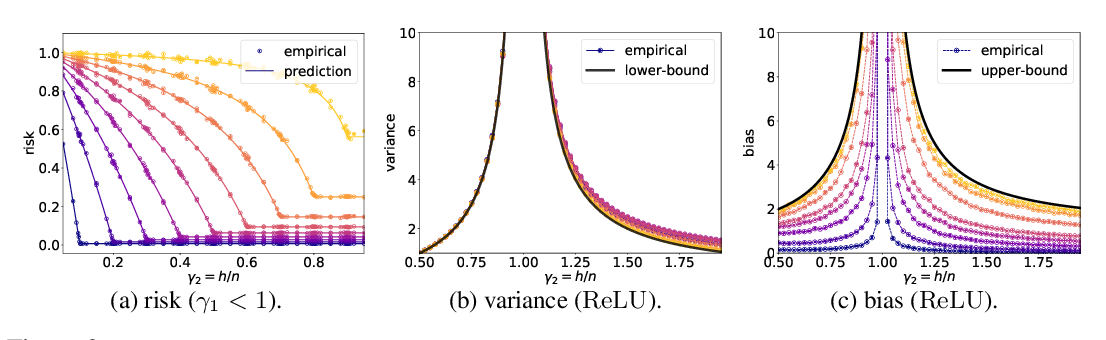 1.0
0.8
0.6
0.4
0.2
0.0
risk
0.2 0.4 0.6 0.8
γ₂ = h/n
empirical
prediction
(a) risk (γ₁ < 1).
10
8
6
4
2
variance
0.50 0.75 1.00 1.25 1.50 1.75
γ₂ = h/n
empirical
lower-bound
(b) variance (ReLU).
10
8
6
4
2
0
bias
0.50 0.75 1.00 1.25 1.50 1.75
γ₂ = h/n
empirical
upper-bound
(c) bias (ReLU).